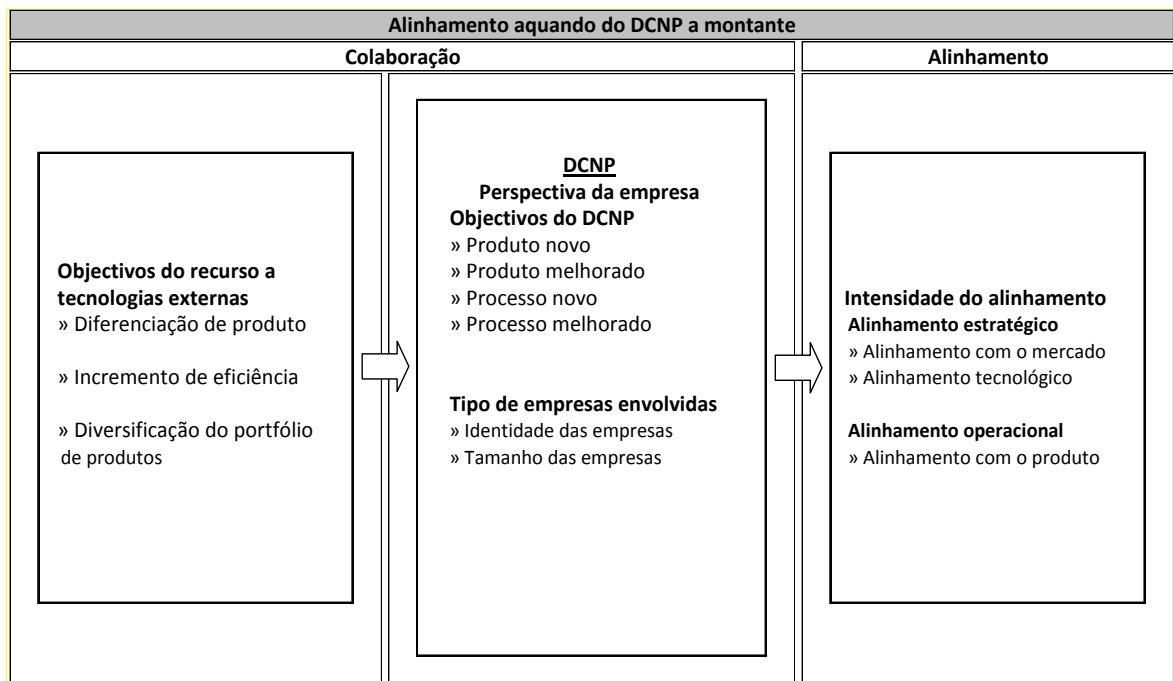 Alinhamento aquando do DCNP a montante
Colaboração
Alinhamento
Objectivos do recurso a
tecnologias externas
» Diferenciação de produto
» Incremento de eficiência
» Diversificação do portfólio
de produtos
DCNP
Perspectiva da empresa
Objectivos do DCNP
» Produto novo
» Produto melhorado
» Processo novo
» Processo melhorado
Tipo de empresas envolvidas
» Identidade das empresas
» Tamanho das empresas
Intensidade do alinhamento
Alinhamento estratégico
» Alinhamento com o mercado
» Alinhamento tecnológico
Alinhamento operacional
» Alinhamento com o produto